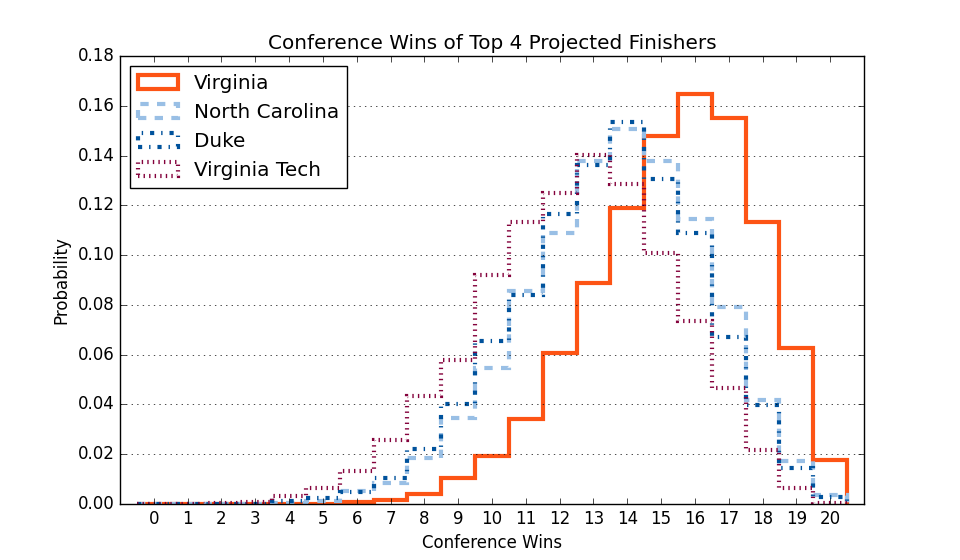 Conference Wins of Top 4 Projected Finishers
0.18
0.16
0.14
0.12
0.10
0.08
0.06
0.04
0.02
0.00
Probability
Virginia
North Carolina
Duke
Virginia Tech
0 1 2 3 4 5 6 7 8 9 10 11 12 13 14 15 16 17 18 19 20
Conference Wins